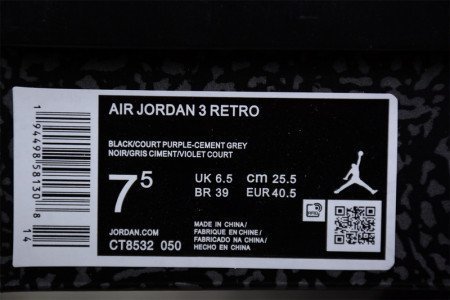 AIR JORDAN 3 RETRO
BLACK/COURT PURPLE-CEMENT GREY
NOIR/GRIS CIMENT/VIOLET COURT
7 5
UK 6.5 cm 25.5
BR 39 EUR 40.5
JORDAN.COM
CT8532 050
MADE IN CHINA/
FABRIQUÉ EN CHINE/
FABRICADO NA CHINA/
HECHO EN CHINA
1 94498 58130 8
14